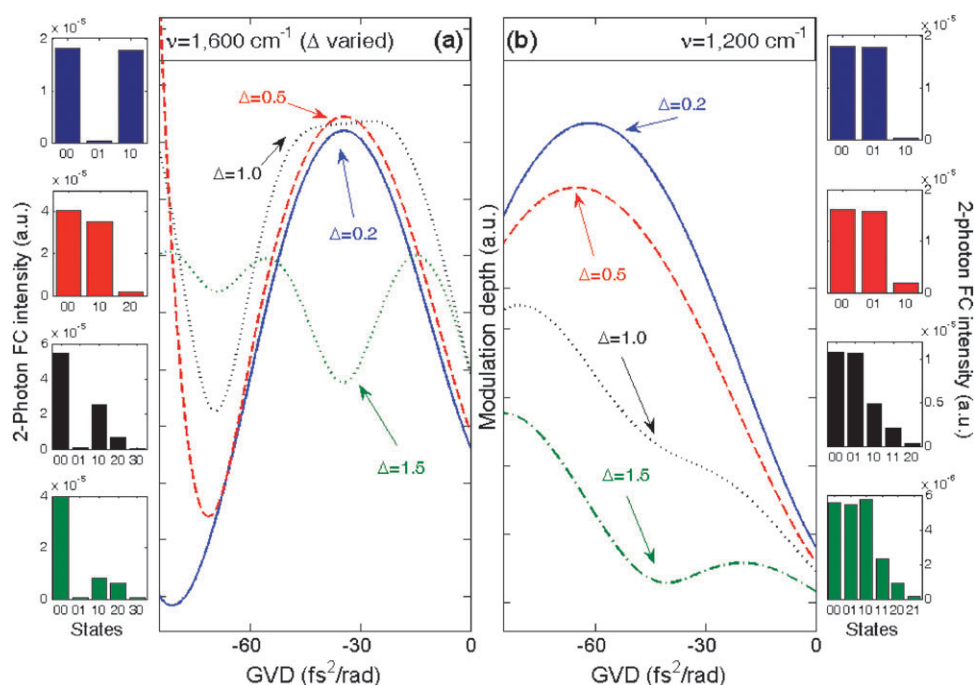 × 10⁻⁵
2
1
0
00 01 10
× 10⁻⁵
4
2
0
00 10 20
× 10⁻⁵
6
4
2
0
00 01 10 20 30
× 10⁻⁵
4
2
0
00 01 10 20 30
States
2-Photon FC intensity (a.u.)
ν=1,600 cm⁻¹ (Δ varied) (a)
Δ=0.5
Δ=1.0
Δ=0.2
Δ=1.5
-60 -30 0
GVD (fs²/rad)
Modulation depth (a.u.)
(b) ν=1,200 cm⁻¹
Δ=0.2
Δ=0.5
Δ=1.0
Δ=1.5
-60 -30 0
GVD (fs²/rad)
× 10⁻⁵
2
1
0
00 01 10
× 10⁻⁵
2
1
0
00 01 10
× 10⁻⁵
1
0.5
0
00 01 10 11 20
× 10⁻⁶
6
4
2
0
00 01 10 11 20 21
States
2-photon FC intensity (a.u.)